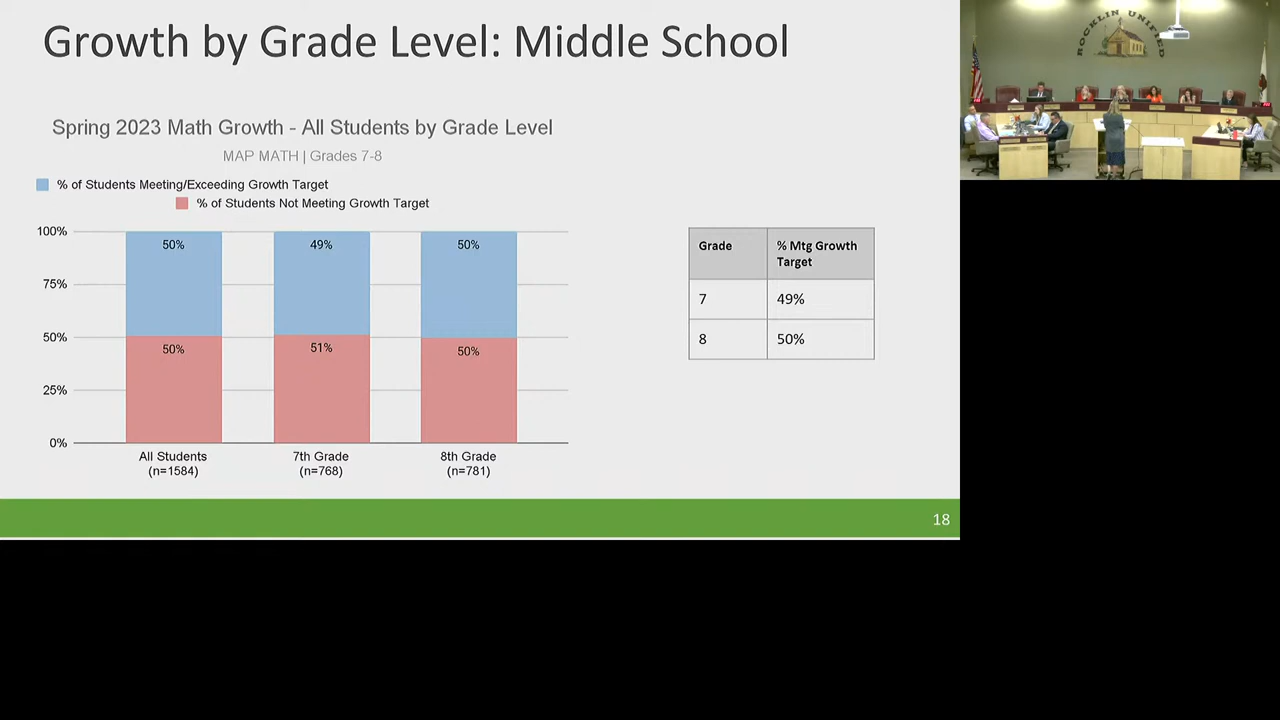 Growth by Grade Level: Middle School
ROCKLIN UNIFIED
Spring 2023 Math Growth - All Students by Grade Level
MAP MATH | Grades 7-8
% of Students Meeting/Exceeding Growth Target
% of Students Not Meeting Growth Target
100%
75%
50%
25%
0%
50%
49%
50%
50%
51%
50%
All Students
(n=1584)
7th Grade
(n=768)
8th Grade
(n=781)
Grade
% Mtg Growth
Target
7
49%
8
50%
18